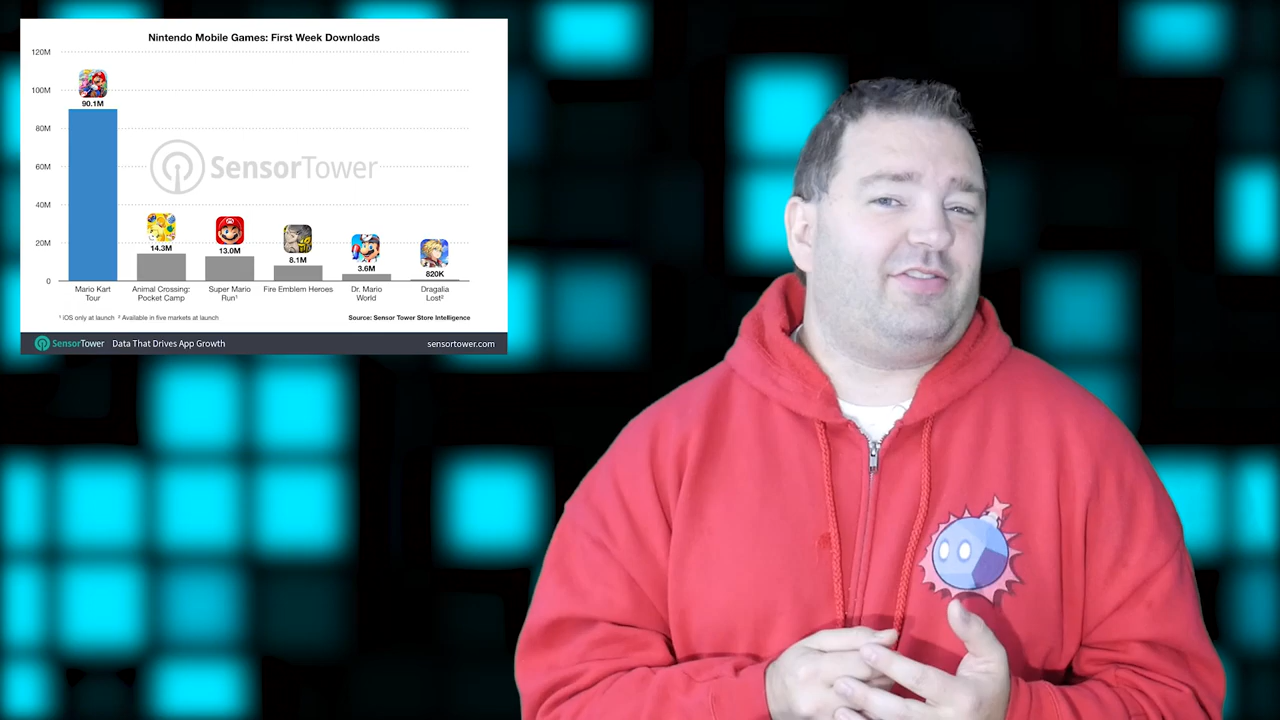 Nintendo Mobile Games: First Week Downloads
120M
100M
80M
60M
40M
20M
0
90.1M
14.3M
13.0M
8.1M
3.6M
820K
SensorTower
Mario Kart
Tour
Animal Crossing:
Pocket Camp
Super Mario
Run¹
Fire Emblem Heroes
Dr. Mario
World
Dragalia
Lost²
¹ iOS only at launch ² Available in five markets at launch
Source: Sensor Tower Store Intelligence
SensorTower Data That Drives App Growth
sensortower.com